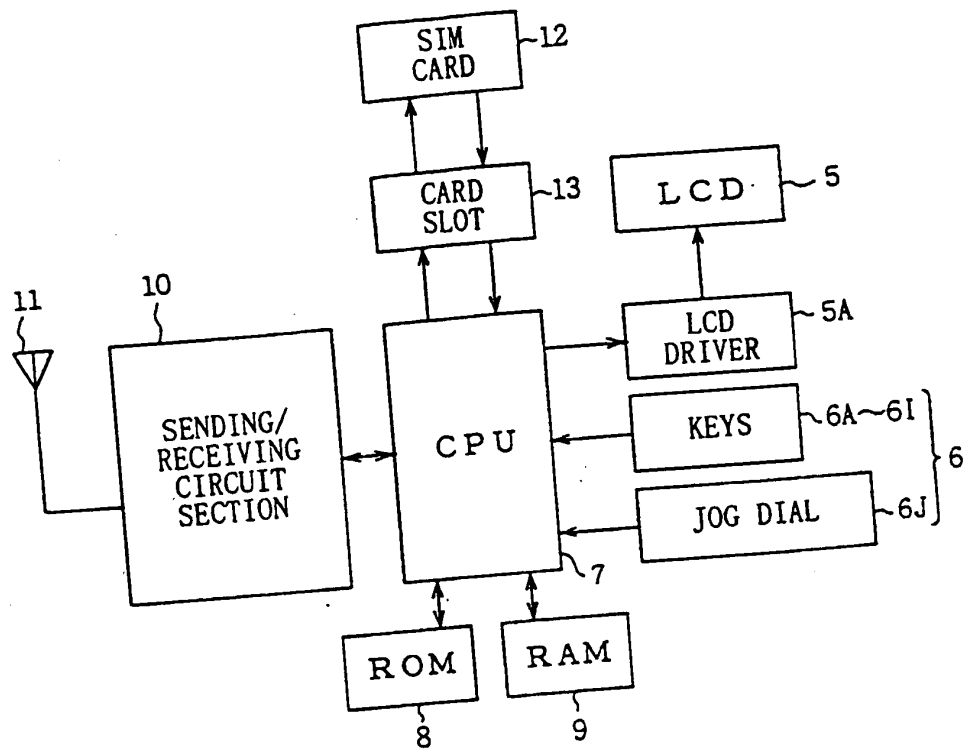 SIM
CARD
12
CARD
SLOT
13
LCD
5
11
10
LCD
DRIVER
5A
SENDING/
RECEIVING
CIRCUIT
SECTION
CPU
7
KEYS
6A～6I
6
JOG DIAL
6J
ROM
8
RAM
9